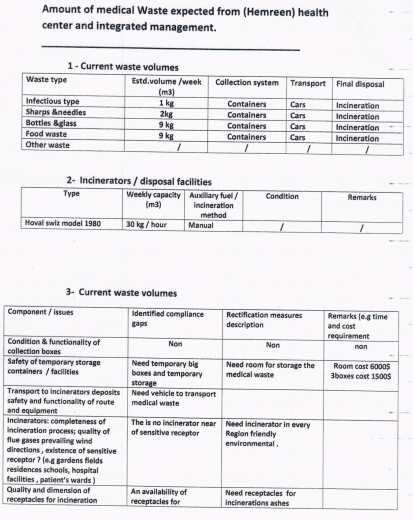 Amount of medical Waste expected from (Hemreen) health
center and integrated management.
1 - Current waste volumes
Waste type Estd.volume /week Collection system Transport Final disposal
(m3)
Infectious type 1 kg Containers Cars Incineration
Sharps &needles 2kg Containers Cars Incineration
Bottles &glass 9 kg Containers Cars Incineration
Food waste 9 kg Containers Cars Incineration
Other waste / / / /
2- Incinerators / disposal facilities
Type Weekly capacity Auxiliary fuel / Condition Remarks
(m3) incineration
method
Hoval swiz model 1980 30 kg / hour Manual / /
3- Current waste volumes
Component / issues Identified compliance Rectification measures Remarks (e.g time
gaps description and cost
requirement
Condition & functionality of Non Non non
collection boxes
Safety of temporary storage Need temporary big Need room for storage the Room cost 6000$
containers / facilities boxes and temporary medical waste 3boxes cost 1500$
storage
Transport to incinerators deposits Need vehicle to transport
safety and functionality of route medical waste
and equipment
Incinerators: completeness of The is no incinerator near Need incinerator in every
incineration process; quality of of sensitive receptor Region friendly
flue gases prevailing wind environmental .
directions , existence of sensitive
receptor ? (e.g gardens fields
residences schools, hospital
facilities , patient's wards )
Quality and dimension of An availability of Need receptacles for
receptacles for incineration receptacles for incinerations ashes